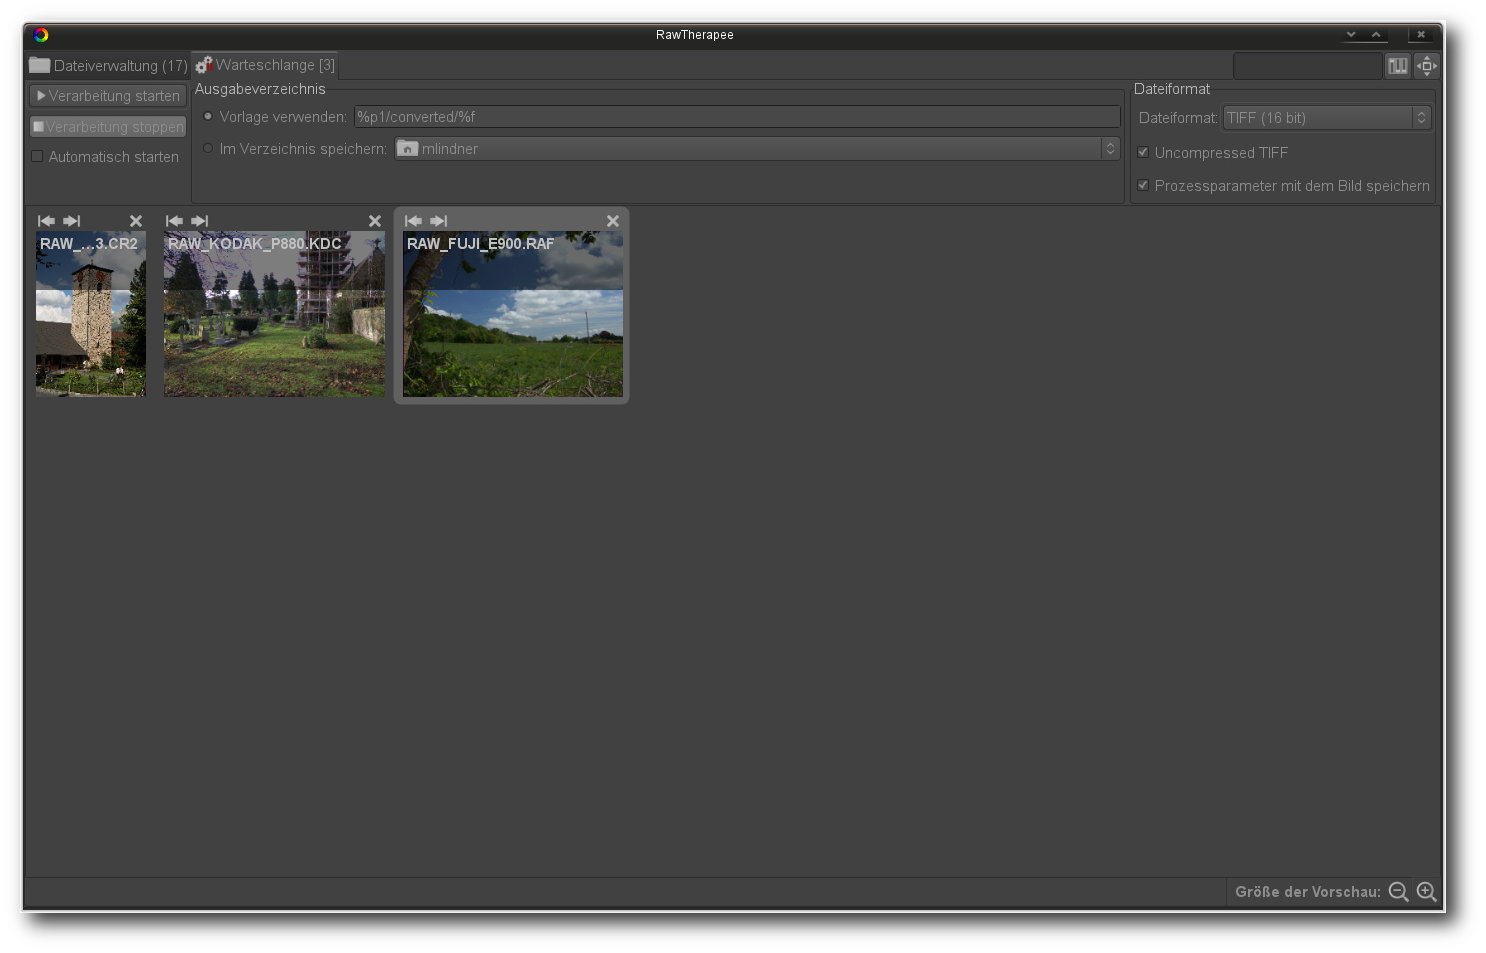 RawTherapee
Dateiverwaltung (17)
Warteschlange [3]
Verarbeitung starten
Verarbeitung stoppen
Automatisch starten
Ausgabeverzeichnis
Vorlage verwenden: %p1/converted/%f
Im Verzeichnis speichern: mlindner
Dateiformat
Dateiformat: TIFF (16 bit)
Uncompressed TIFF
Prozessparameter mit dem Bild speichern
RAW_...3.CR2
RAW_KODAK_P880.KDC
RAW_FUJI_E900.RAF
Größe der Vorschau: